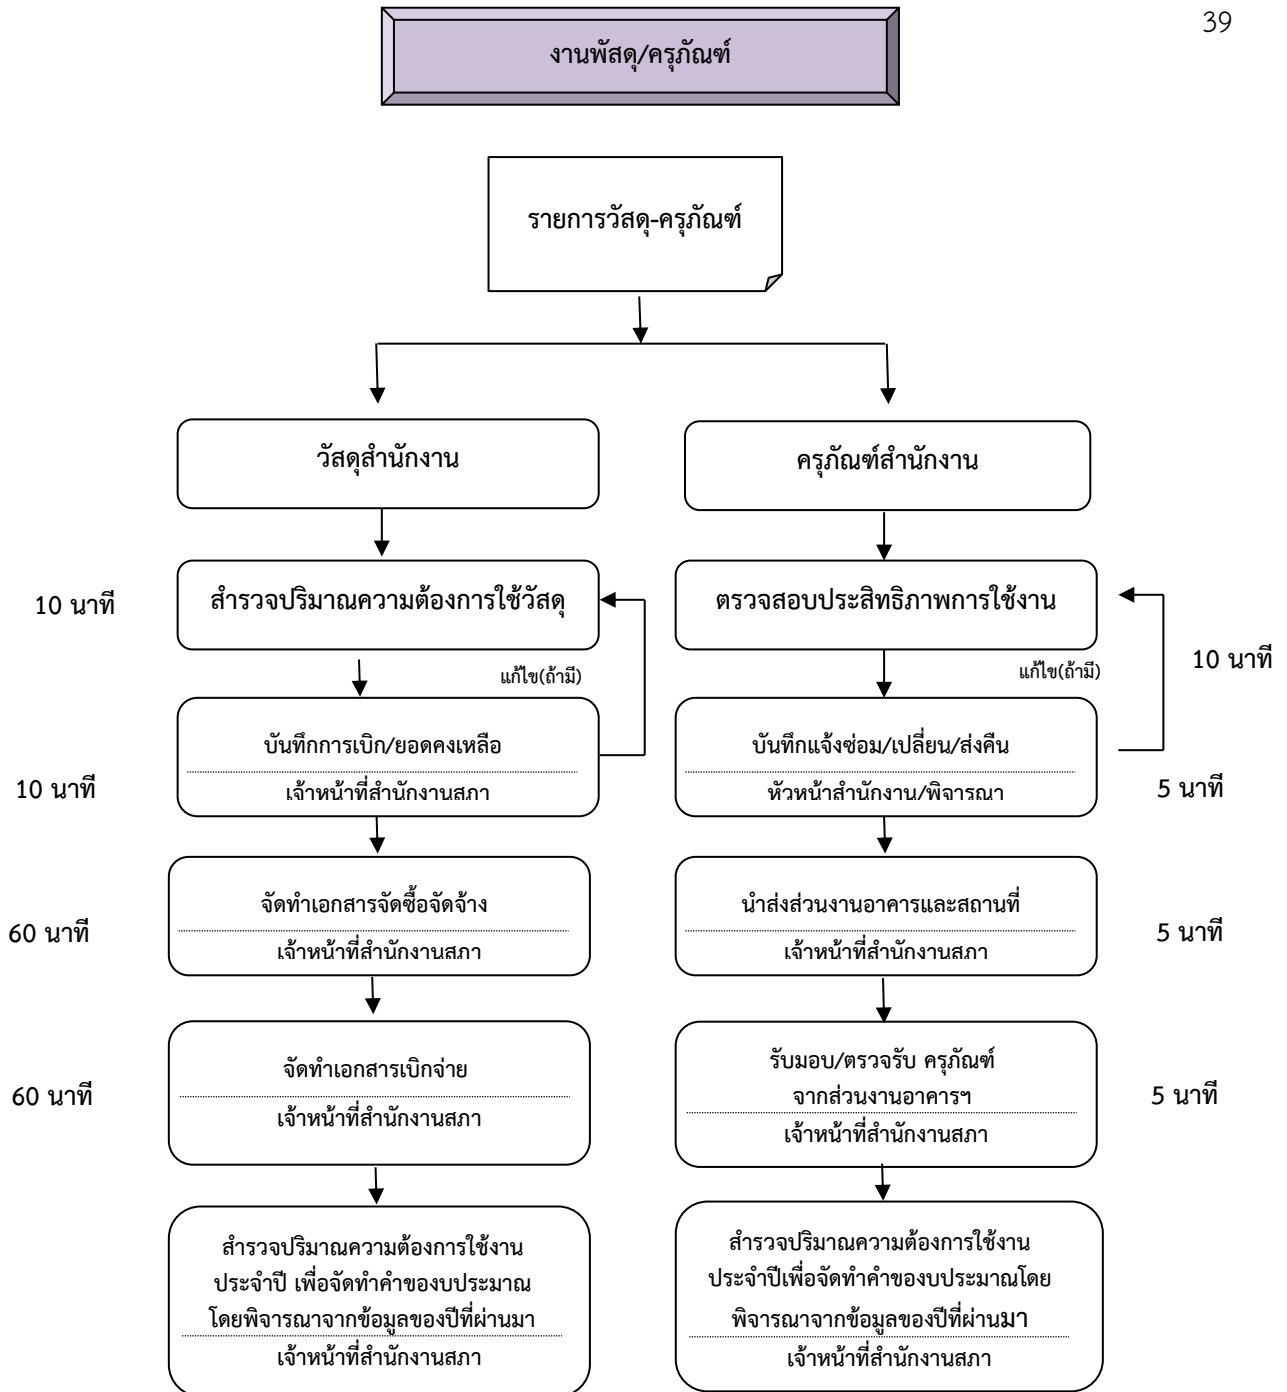 39
งานพัสดุ/ครุภัณฑ์
รายการวัสดุ-ครุภัณฑ์
วัสดุสำนักงาน
ครุภัณฑ์สำนักงาน
10 นาที
สำรวจปริมาณความต้องการใช้วัสดุ
ตรวจสอบประสิทธิภาพการใช้งาน
แก้ไข(ถ้ามี)
แก้ไข(ถ้ามี)
10 นาที
บันทึกการเบิก/ยอดคงเหลือ
เจ้าหน้าที่สำนักงานสภา
10 นาที
บันทึกแจ้งซ่อม/เปลี่ยน/ส่งคืน
หัวหน้าสำนักงาน/พิจารณา
5 นาที
จัดทำเอกสารจัดซื้อจัดจ้าง
เจ้าหน้าที่สำนักงานสภา
60 นาที
นำส่งส่วนงานอาคารและสถานที่
เจ้าหน้าที่สำนักงานสภา
5 นาที
จัดทำเอกสารเบิกจ่าย
เจ้าหน้าที่สำนักงานสภา
60 นาที
รับมอบ/ตรวจรับ ครุภัณฑ์
จากส่วนงานอาคารฯ
เจ้าหน้าที่สำนักงานสภา
5 นาที
สำรวจปริมาณความต้องการใช้งาน
ประจำปี เพื่อจัดทำคำของบประมาณ
โดยพิจารณาจากข้อมูลของปีที่ผ่านมา
เจ้าหน้าที่สำนักงานสภา
สำรวจปริมาณความต้องการใช้งาน
ประจำปีเพื่อจัดทำคำของบประมาณโดย
พิจารณาจากข้อมูลของปีที่ผ่านมา
เจ้าหน้าที่สำนักงานสภา